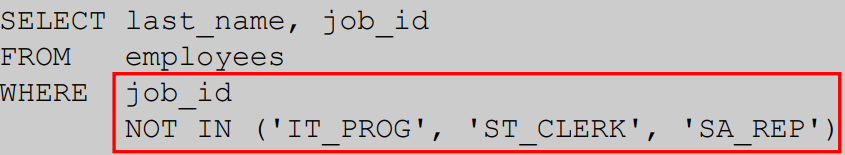 SELECT last_name, job_id
FROM   employees
WHERE  job_id
       NOT IN ('IT_PROG', 'ST_CLERK', 'SA_REP')